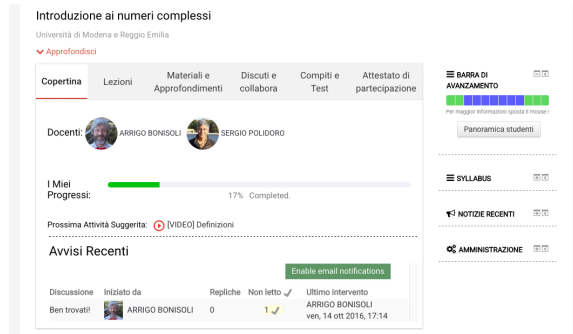 Introduzione ai numeri complessi
Università di Modena e Reggio Emilia
Approfondisci
Copertina
Lezioni
Materiali e
Approfondimenti
Discuti e
collabora
Compiti e
Test
Attestato di
partecipazione
Docenti:
ARRIGO BONISOLI
SERGIO POLIDORO
I Miei
Progressi:
17% Completed.
Prossima Attività Suggerita: [VIDEO] Definizioni
Avvisi Recenti
Enable email notifications
Discussione Iniziato da Repliche Non letto Ultimo intervento
Ben trovati! ARRIGO BONISOLI 0 1 ARRIGO BONISOLI
ven, 14 ott 2016, 17:14
BARRA DI
AVANZAMENTO
Per maggior informazioni sposta il mouse s
Panoramica studenti
SYLLABUS
NOTIZIE RECENTI
AMMINISTRAZIONE